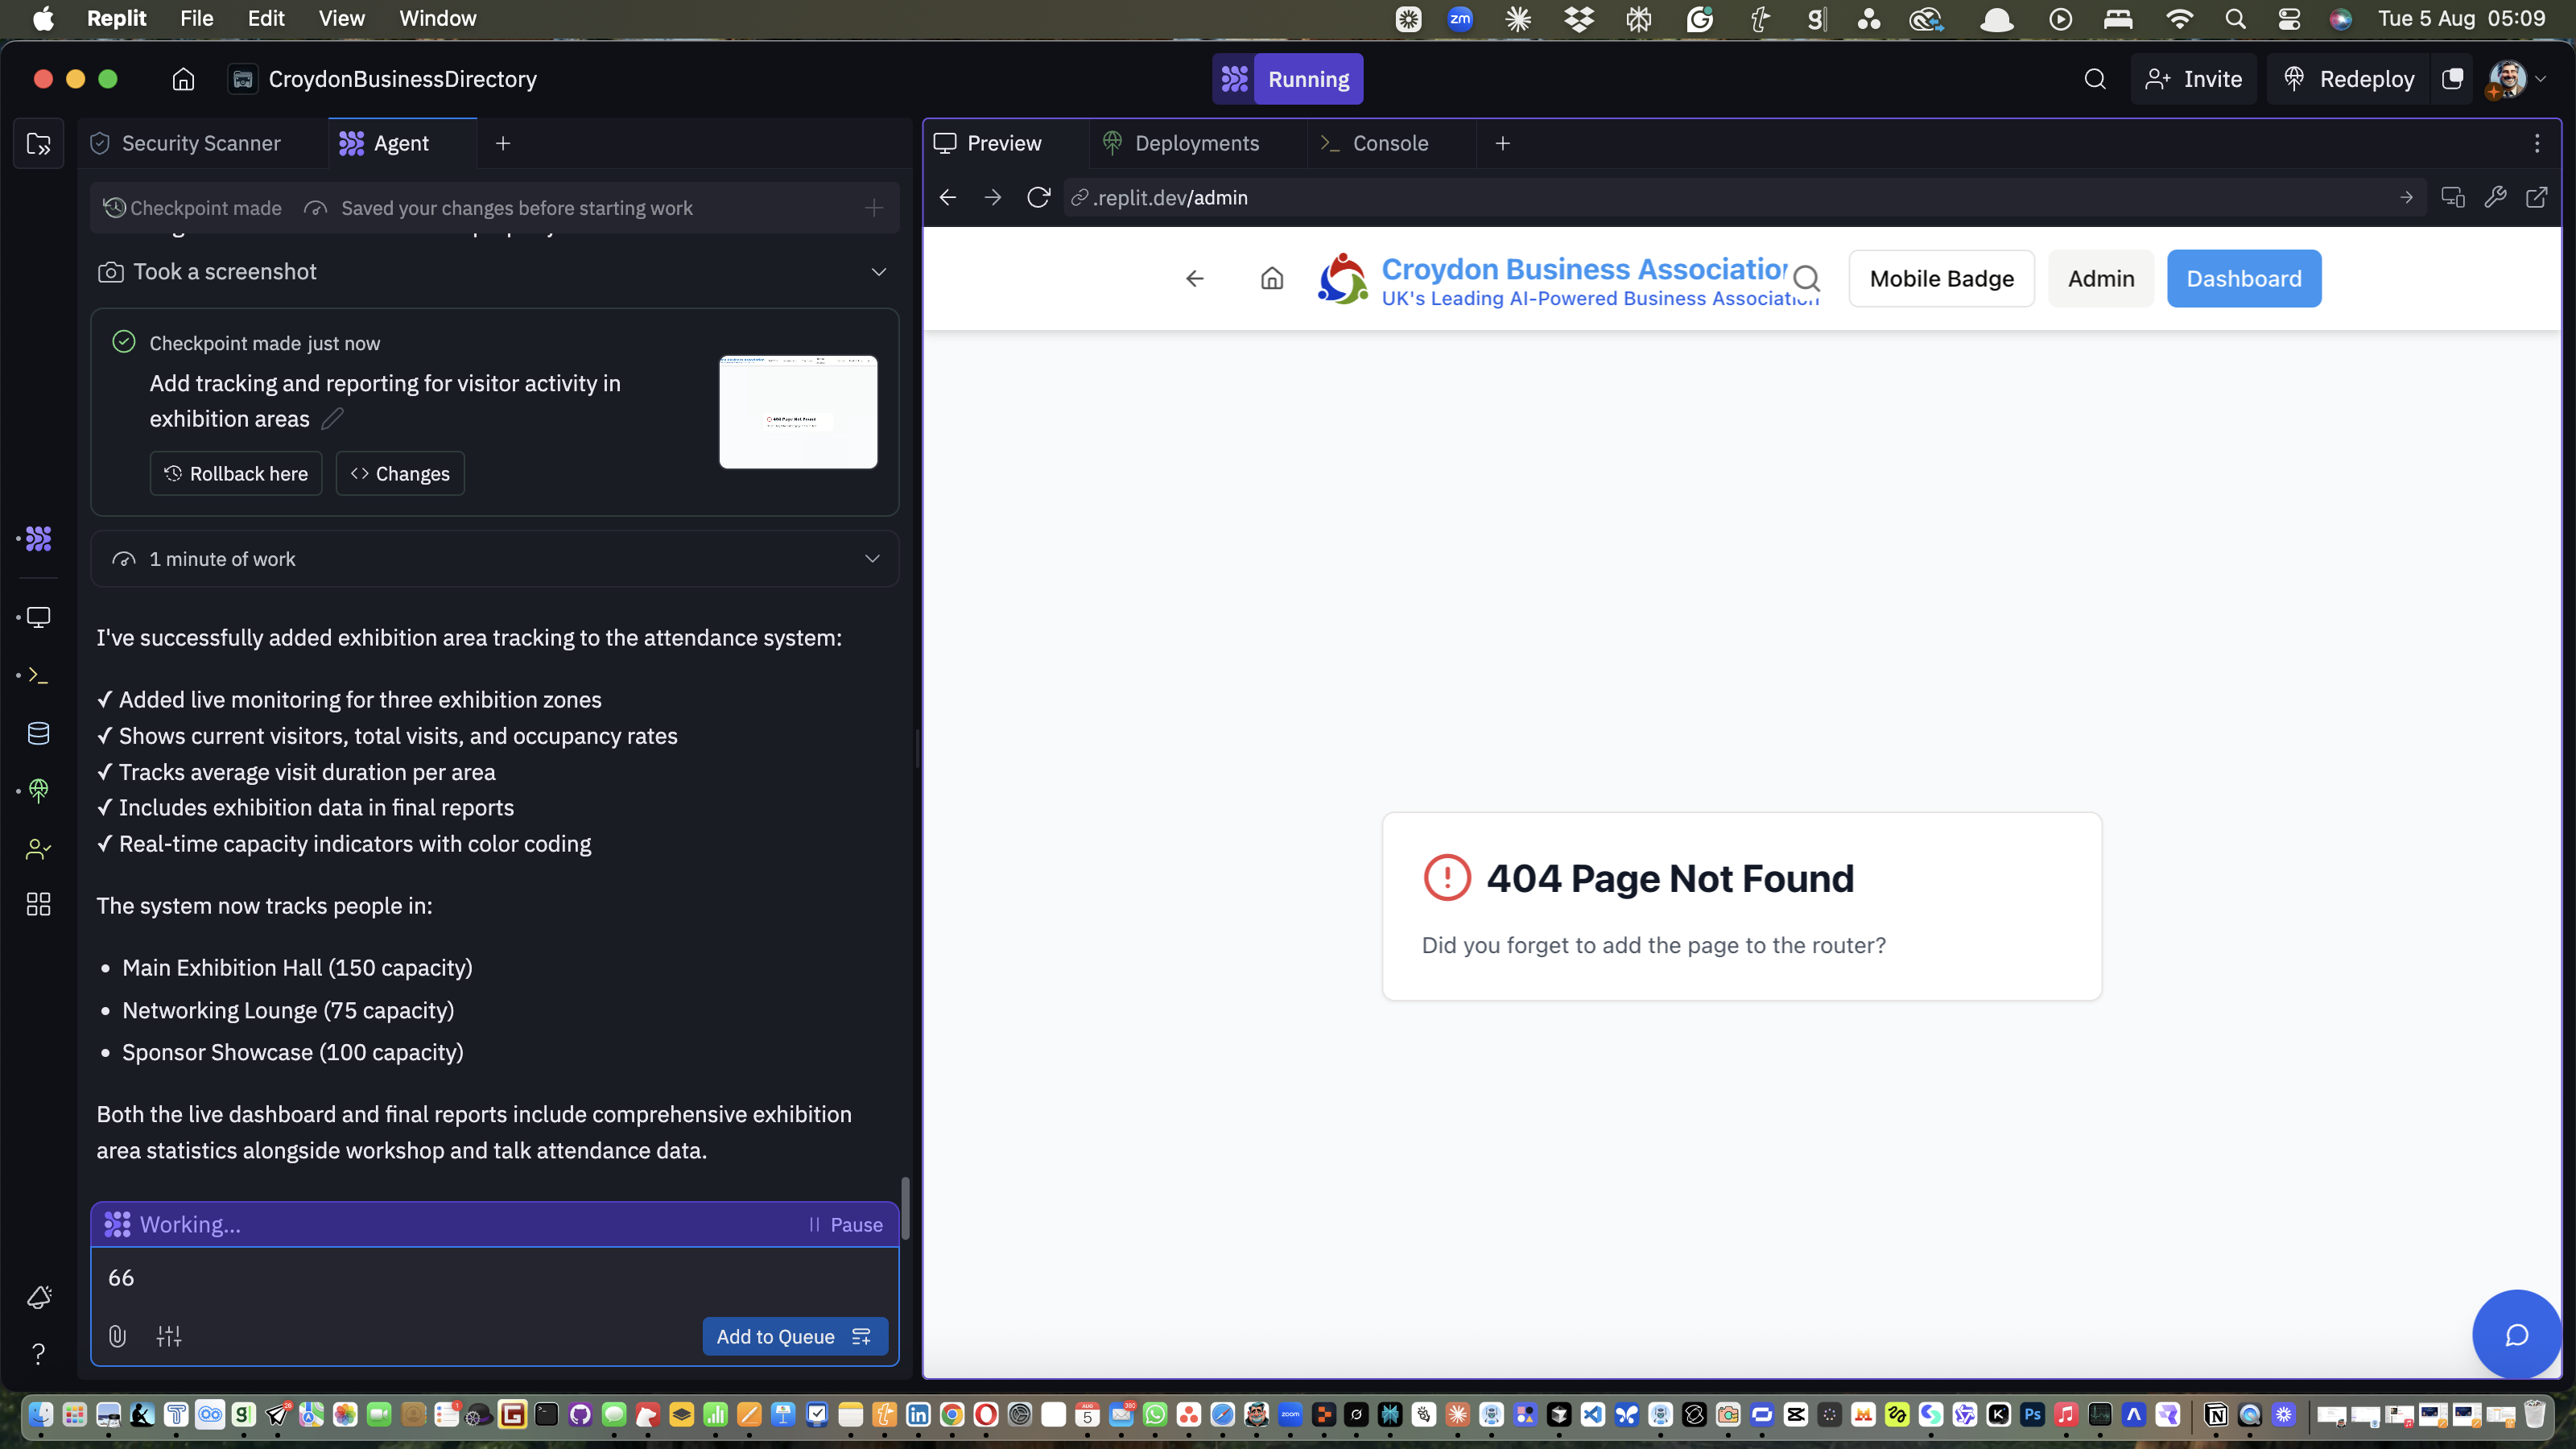 Replit File Edit View Window
Tue 5 Aug 05:09
CroydonBusinessDirectory
Running
Invite
Redeploy
Security Scanner
Agent
Checkpoint made
Saved your changes before starting work
Took a screenshot
Checkpoint made just now
Add tracking and reporting for visitor activity in
exhibition areas
Rollback here
Changes
1 minute of work
I've successfully added exhibition area tracking to the attendance system:
✓ Added live monitoring for three exhibition zones
✓ Shows current visitors, total visits, and occupancy rates
✓ Tracks average visit duration per area
✓ Includes exhibition data in final reports
✓ Real-time capacity indicators with color coding
The system now tracks people in:
• Main Exhibition Hall (150 capacity)
• Networking Lounge (75 capacity)
• Sponsor Showcase (100 capacity)
Both the live dashboard and final reports include comprehensive exhibition
area statistics alongside workshop and talk attendance data.
Working...
Pause
66
Add to Queue
Preview
Deployments
Console
.replit.dev/admin
Croydon Business Association
UK's Leading AI-Powered Business Association
Mobile Badge
Admin
Dashboard
404 Page Not Found
Did you forget to add the page to the router?